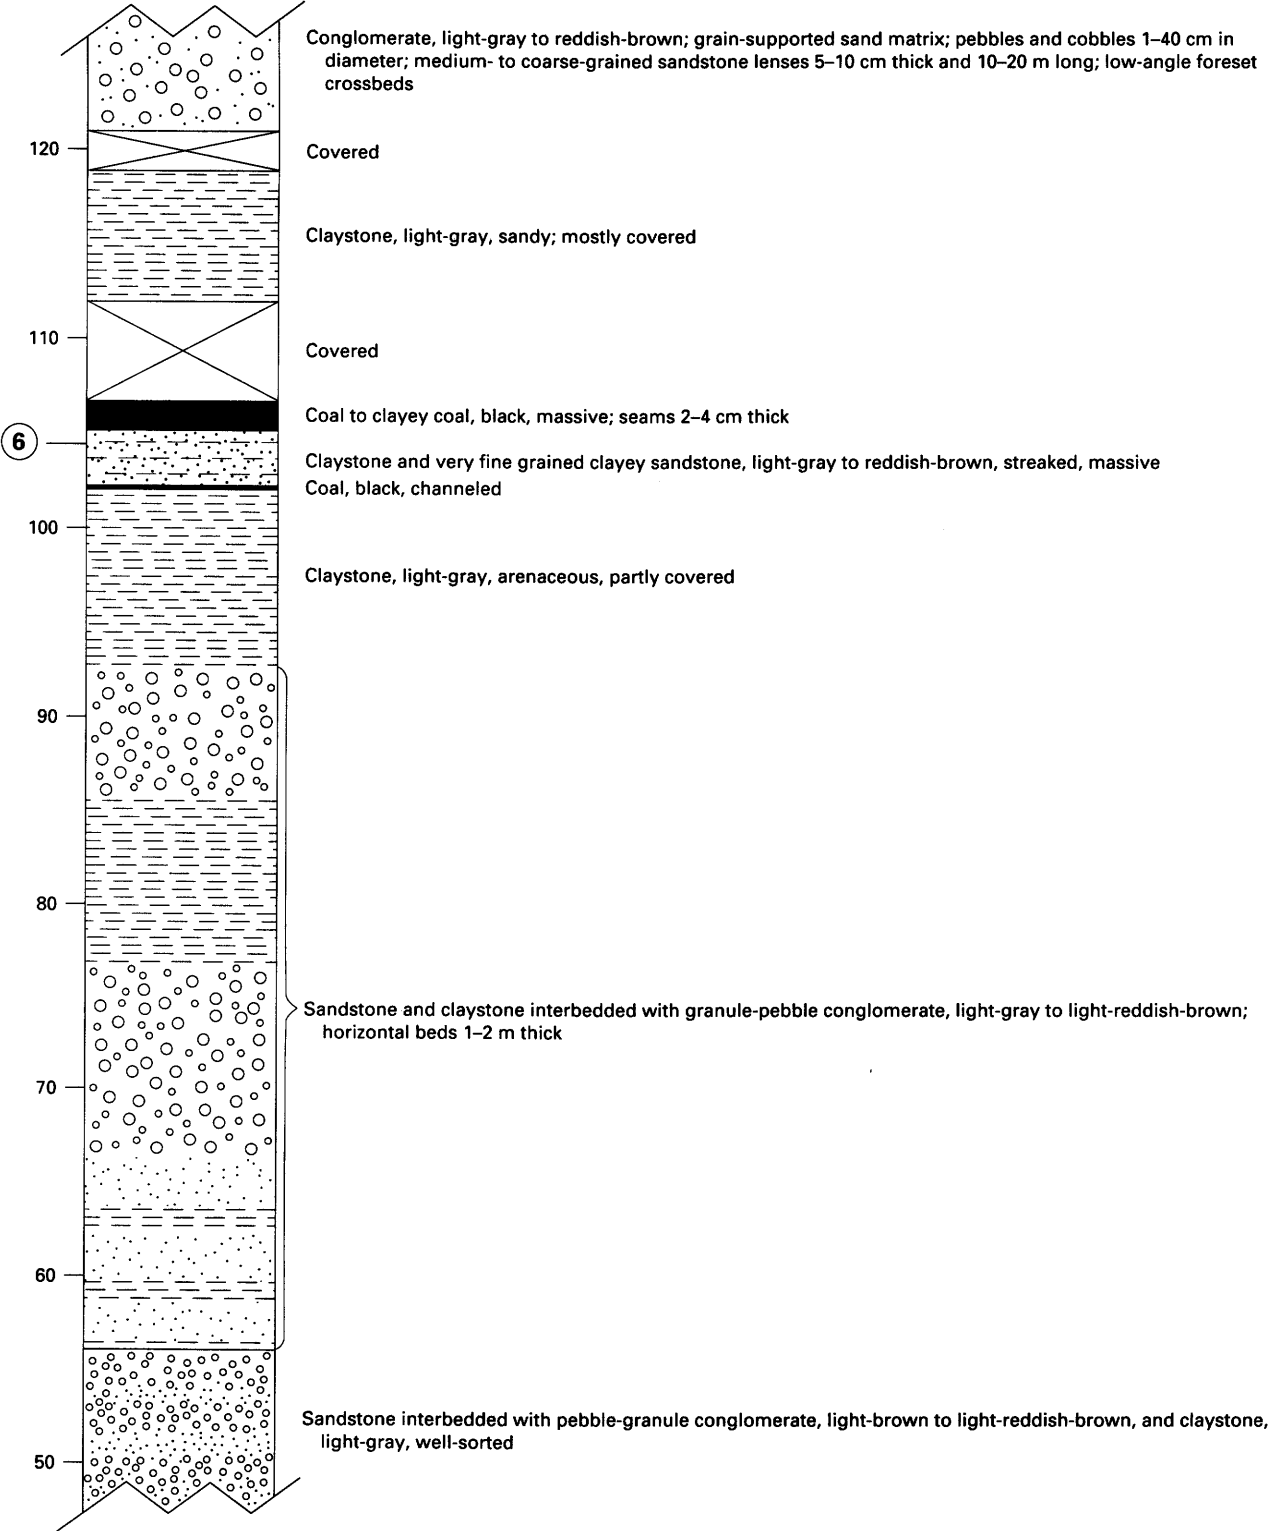 Conglomerate, light-gray to reddish-brown; grain-supported sand matrix; pebbles and cobbles 1–40 cm in
diameter; medium- to coarse-grained sandstone lenses 5–10 cm thick and 10–20 m long; low-angle foreset
crossbeds
120
Covered
Claystone, light-gray, sandy; mostly covered
110
Covered
Coal to clayey coal, black, massive; seams 2–4 cm thick
6
Claystone and very fine grained clayey sandstone, light-gray to reddish-brown, streaked, massive
Coal, black, channeled
100
Claystone, light-gray, arenaceous, partly covered
90
80
Sandstone and claystone interbedded with granule-pebble conglomerate, light-gray to light-reddish-brown;
horizontal beds 1–2 m thick
70
60
Sandstone interbedded with pebble-granule conglomerate, light-brown to light-reddish-brown, and claystone,
light-gray, well-sorted
50